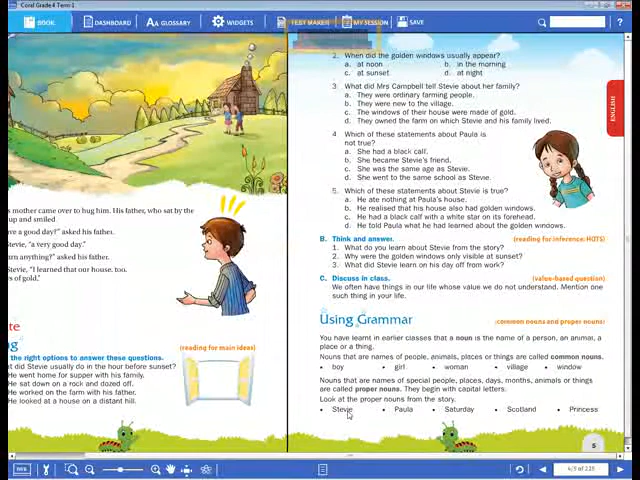 Coral Grade4 Term-1
BOOK
DASHBOARD
AA GLOSSARY
WIDGETS
TEST MAKER
MY SESSION
SAVE
?
s mother came over to hug him. His father, who sat by the
up and smiled
ave a good day?" asked his father.
Stevie, "a very good day."
arn anything?" asked his father.
Stevie, "I learned that our house, too,
s of gold."
te
ng
(reading for main ideas)
the right options to answer these questions.
at did Stevie usually do in the hour before sunset?
He went home for supper with his family.
He sat down on a rock and dozed off.
He worked on the farm with his father.
He looked at a house on a distant hill.
2. When did the golden windows usually appear?
a. at noon b. in the morning
c. at sunset d. at night
3 What did Mrs Campbell tell Stevie about her family?
a. They were ordinary farming people.
b. They were new to the village.
c. The windows of their house were made of gold.
d. They owned the farm on which Stevie and his family lived.
4 Which of these statements about Paula is
not true?
a. She had a black calf.
b. She became Stevie's friend.
c. She was the same age as Stevie.
d. She went to the same school as Stevie.
5. Which of these statements about Stevie is true?
a. He ate nothing at Paula's house.
b. He realised that his house also had golden windows.
c. He had a black calf with a white star on its forehead.
d. He told Paula what he had learned about the golden windows.
B. Think and answer. (reading for inference; HOTS)
1. What do you learn about Stevie from the story?
2. Why were the golden windows only visible at sunset?
3. What did Stevie learn on his day off from work?
C. Discuss in class. (value-based question)
We often have things in our life whose value we do not understand. Mention one
such thing in your life.
Using Grammar (common nouns and proper nouns)
You have learnt in earlier classes that a noun is the name of a person, an animal, a
place or a thing.
Nouns that are names of people, animals, places or things are called common nouns.
• boy • girl • woman • village • window
Nouns that are names of special people, places, days, months, animals or things
are called proper nouns. They begin with capital letters.
Look at the proper nouns from the story.
• Stevie • Paula • Saturday • Scotland • Princess
5
ENGLISH